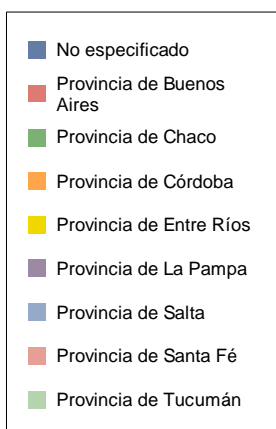 No especificado
Provincia de Buenos
Aires
Provincia de Chaco
Provincia de Córdoba
Provincia de Entre Ríos
Provincia de La Pampa
Provincia de Salta
Provincia de Santa Fé
Provincia de Tucumán